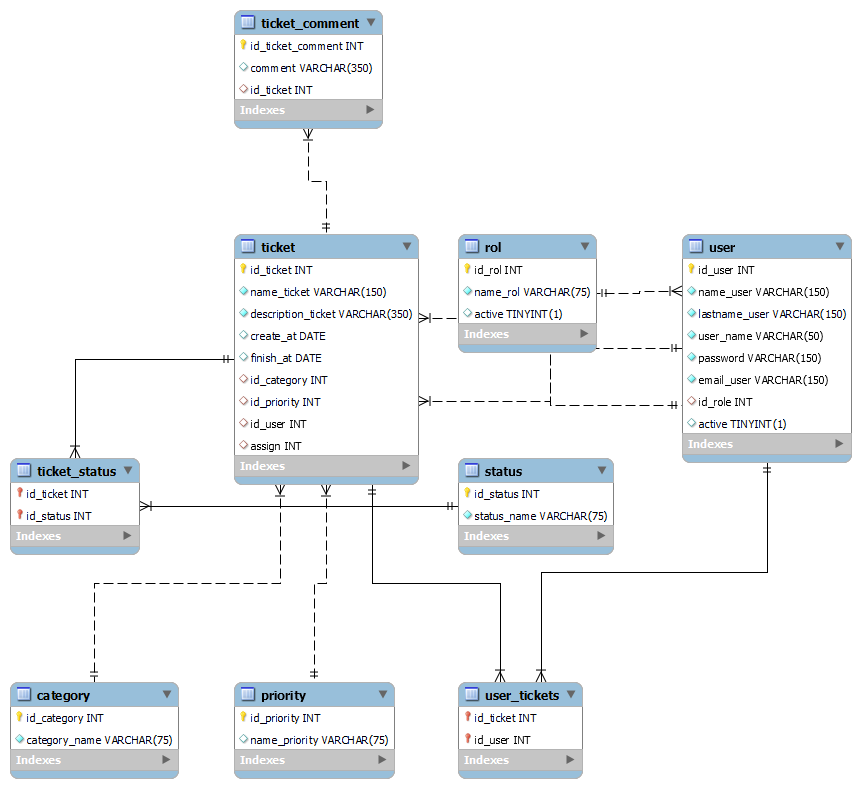 ticket_comment
id_ticket_comment INT
comment VARCHAR(350)
id_ticket INT
Indexes
ticket
id_ticket INT
name_ticket VARCHAR(150)
description_ticket VARCHAR(350)
create_at DATE
finish_at DATE
id_category INT
id_priority INT
id_user INT
assign INT
Indexes
rol
id_rol INT
name_rol VARCHAR(75)
active TINYINT(1)
Indexes
user
id_user INT
name_user VARCHAR(150)
lastname_user VARCHAR(150)
user_name VARCHAR(50)
password VARCHAR(150)
email_user VARCHAR(150)
id_role INT
active TINYINT(1)
Indexes
ticket_status
id_ticket INT
id_status INT
Indexes
status
id_status INT
status_name VARCHAR(75)
Indexes
category
id_category INT
category_name VARCHAR(75)
Indexes
priority
id_priority INT
name_priority VARCHAR(75)
Indexes
user_tickets
id_ticket INT
id_user INT
Indexes